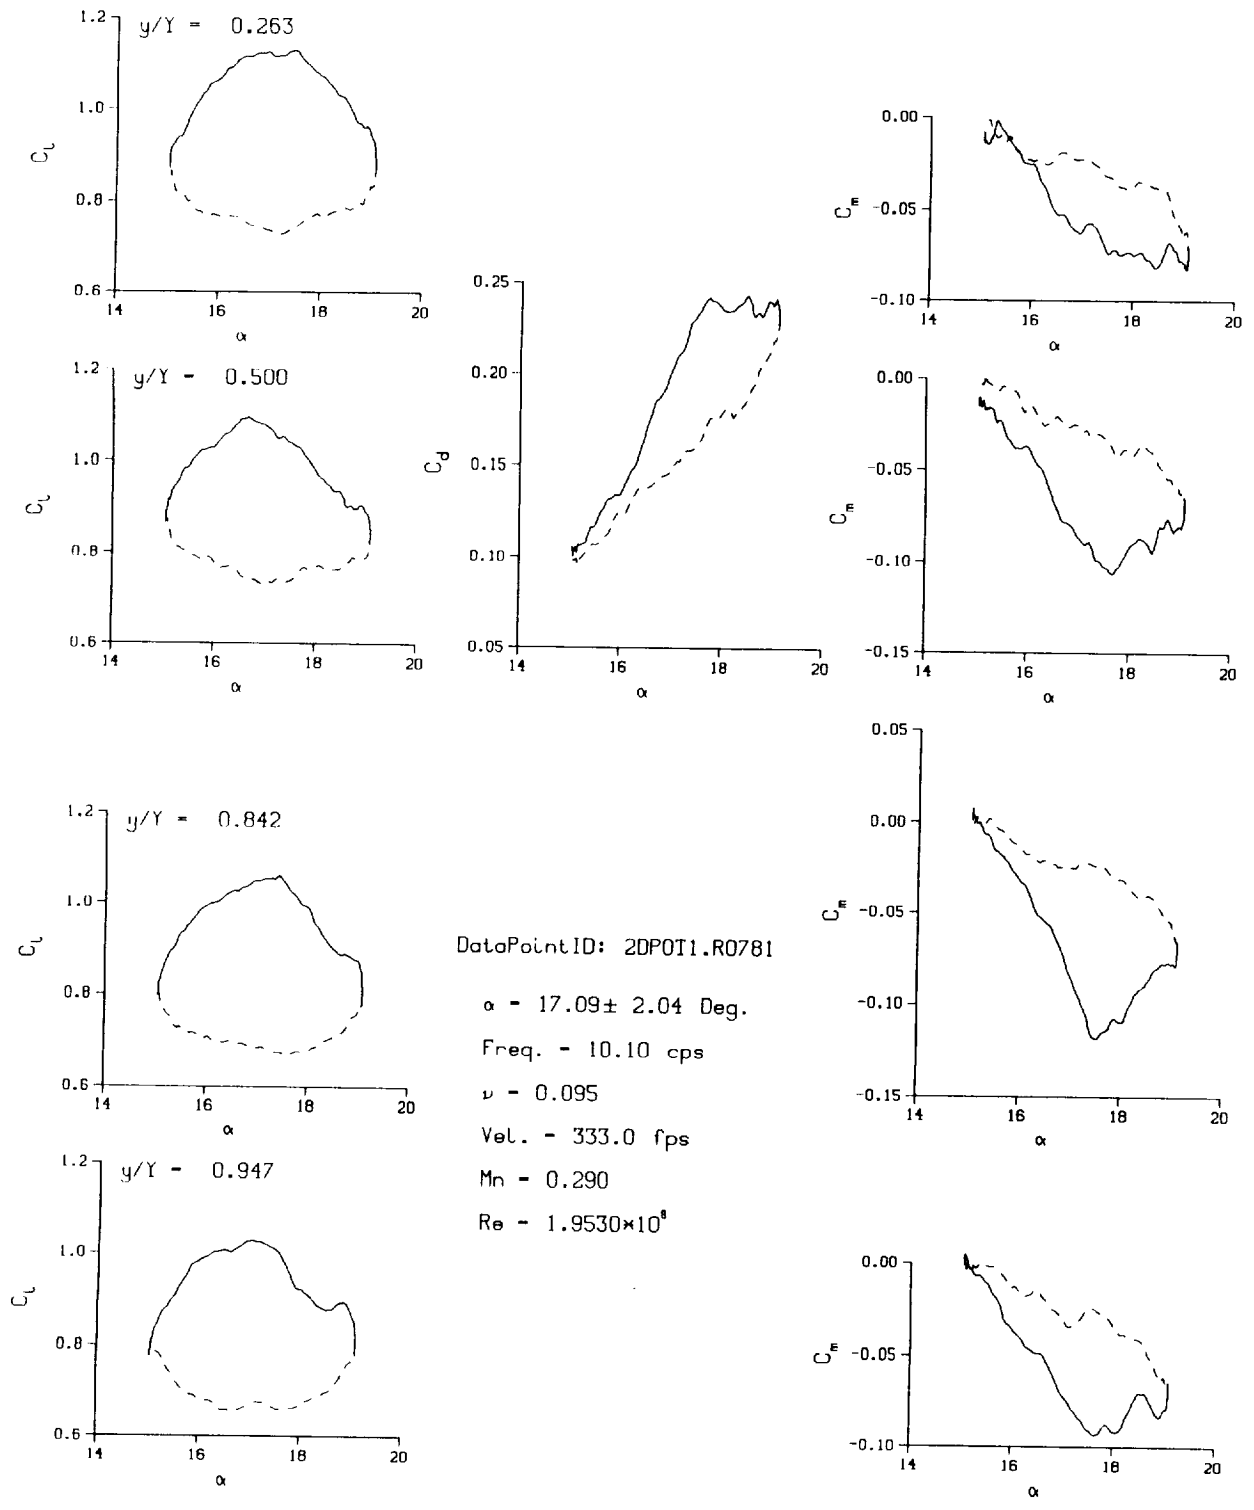 y/Y = 0.263
1.2
1.0
0.8
0.6
14 16 18 20
C_l
α
y/Y - 0.500
1.2
1.0
0.8
0.6
14 16 18 20
C_l
α
0.25
0.20
0.15
0.10
0.05
14 16 18 20
C_d
α
0.00
-0.05
-0.10
14 16 18 20
C_m
α
0.00
-0.05
-0.10
-0.15
14 16 18 20
C_m
α
y/Y = 0.842
1.2
1.0
0.8
0.6
14 16 18 20
C_l
α
DataPointID: 2DPOT1.R0781
α - 17.09± 2.04 Deg.
Freq. - 10.10 cps
ν - 0.095
Vel. - 333.0 fps
Mn - 0.290
Re - 1.9530×10⁶
0.05
0.00
-0.05
-0.10
-0.15
14 16 18 20
C_m
α
y/Y - 0.947
1.2
1.0
0.8
0.6
14 16 18 20
C_l
α
0.00
-0.05
-0.10
14 16 18 20
C_m
α